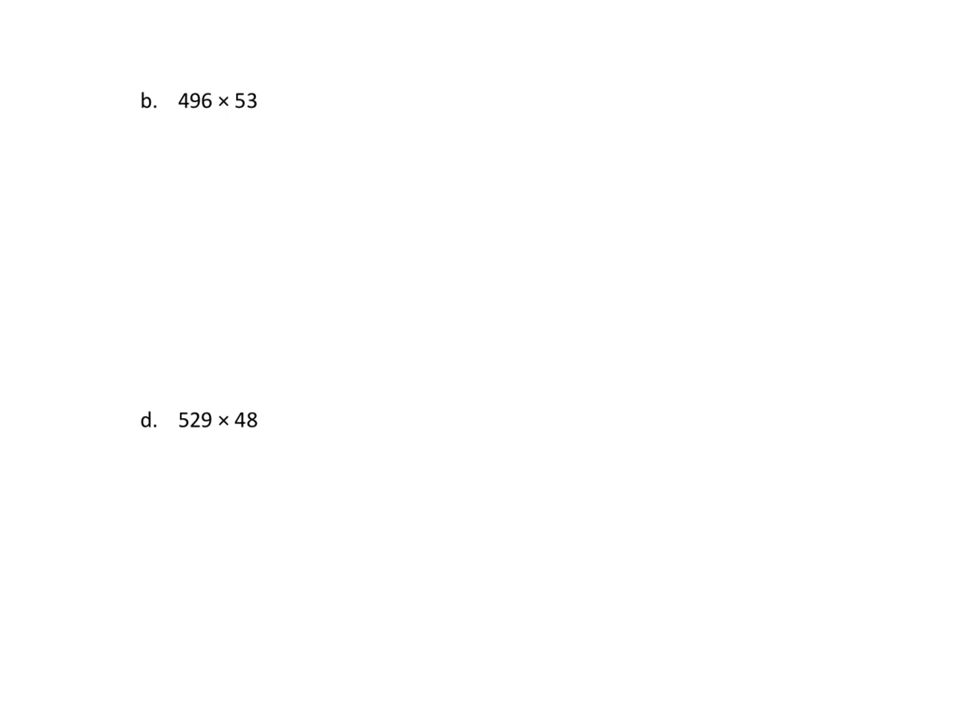 b. 496 × 53
d. 529 × 48